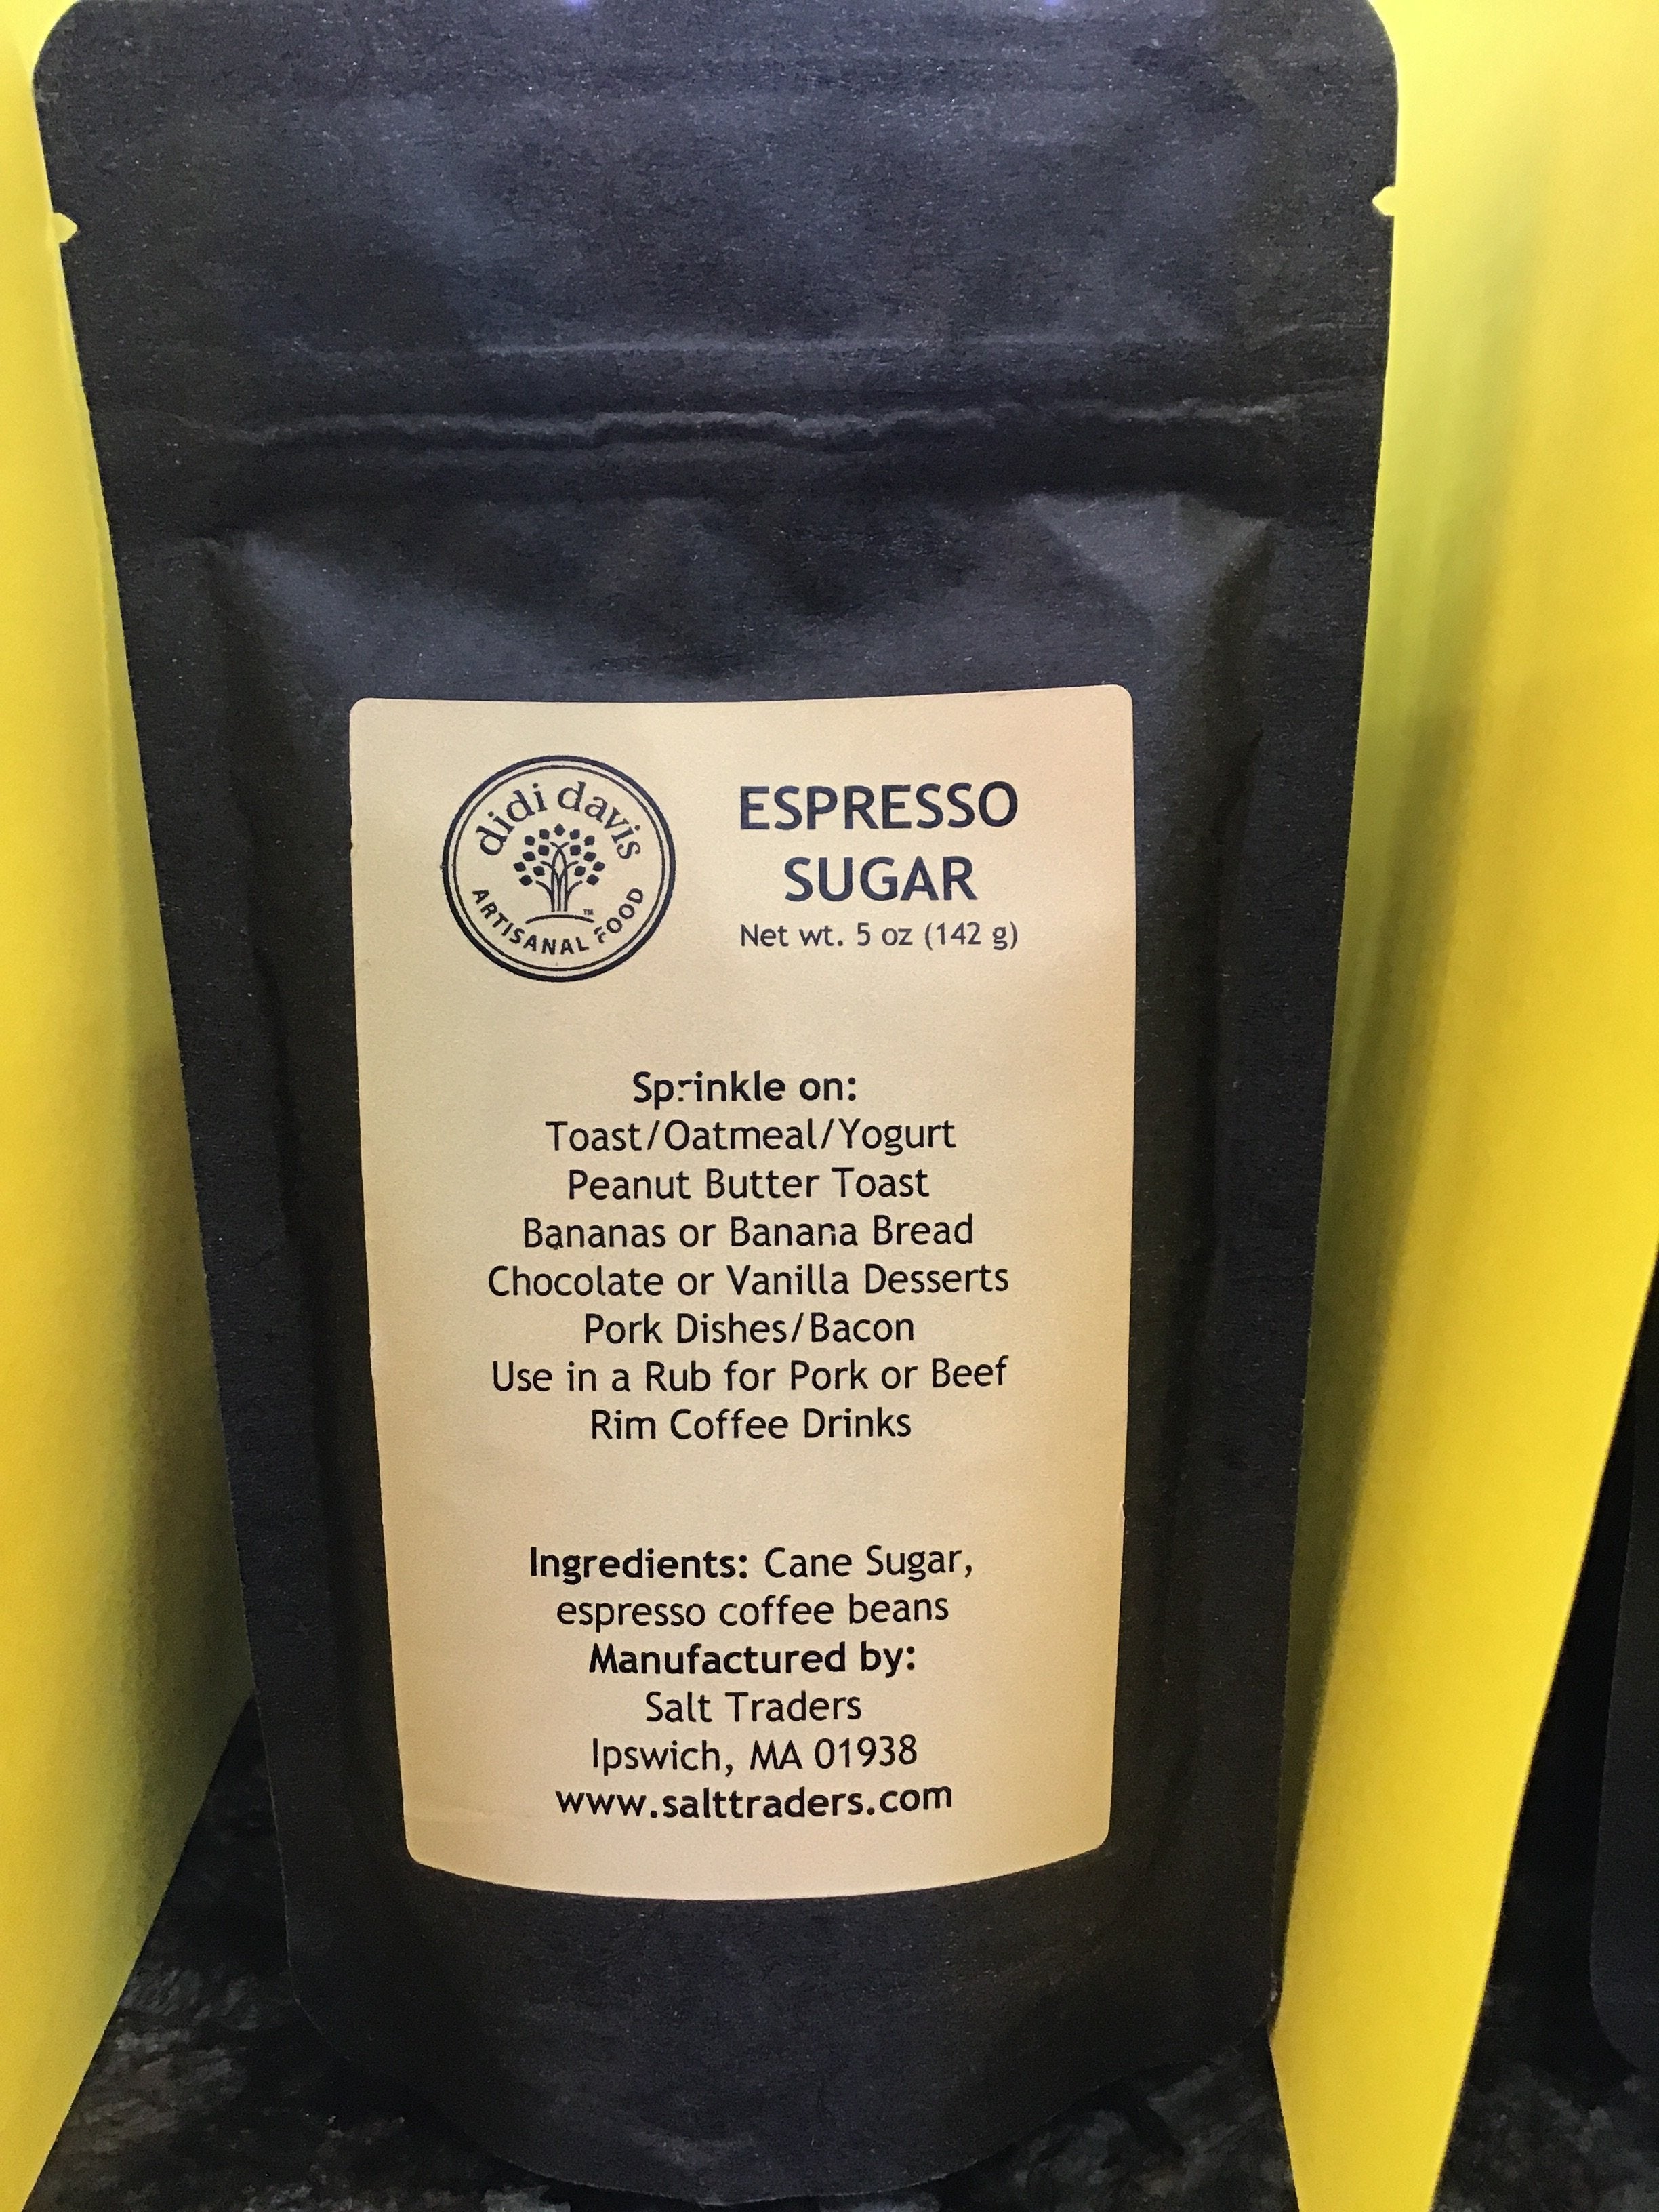 didi davis
ARTISANAL FOOD
TM
ESPRESSO
SUGAR
Net wt. 5 oz (142 g)
Sprinkle on:
Toast/Oatmeal/Yogurt
Peanut Butter Toast
Bananas or Banana Bread
Chocolate or Vanilla Desserts
Pork Dishes/Bacon
Use in a Rub for Pork or Beef
Rim Coffee Drinks
Ingredients: Cane Sugar,
espresso coffee beans
Manufactured by:
Salt Traders
Ipswich, MA 01938
www.salttraders.com